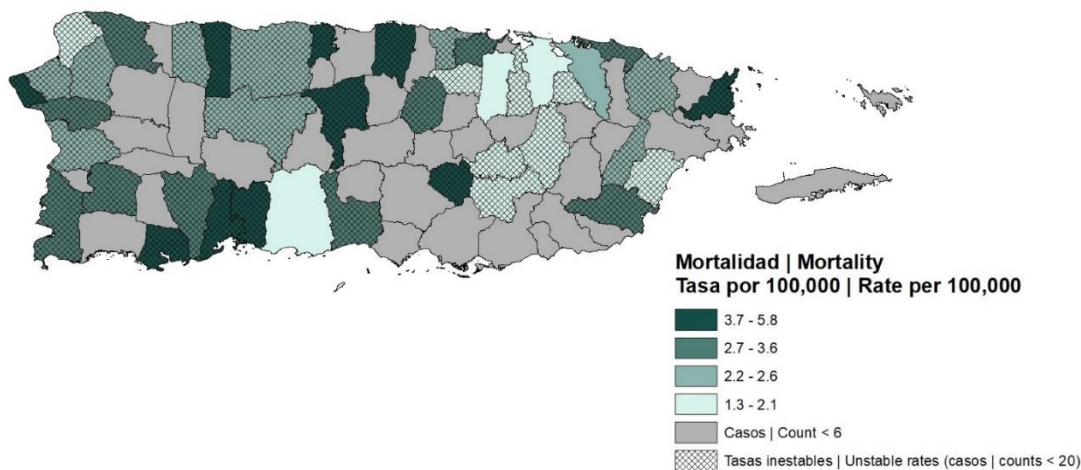 Mortalidad | Mortality
Tasa por 100,000 | Rate per 100,000
3.7 - 5.8
2.7 - 3.6
2.2 - 2.6
1.3 - 2.1
Casos | Count < 6
Tasas inestables | Unstable rates (casos | counts < 20)